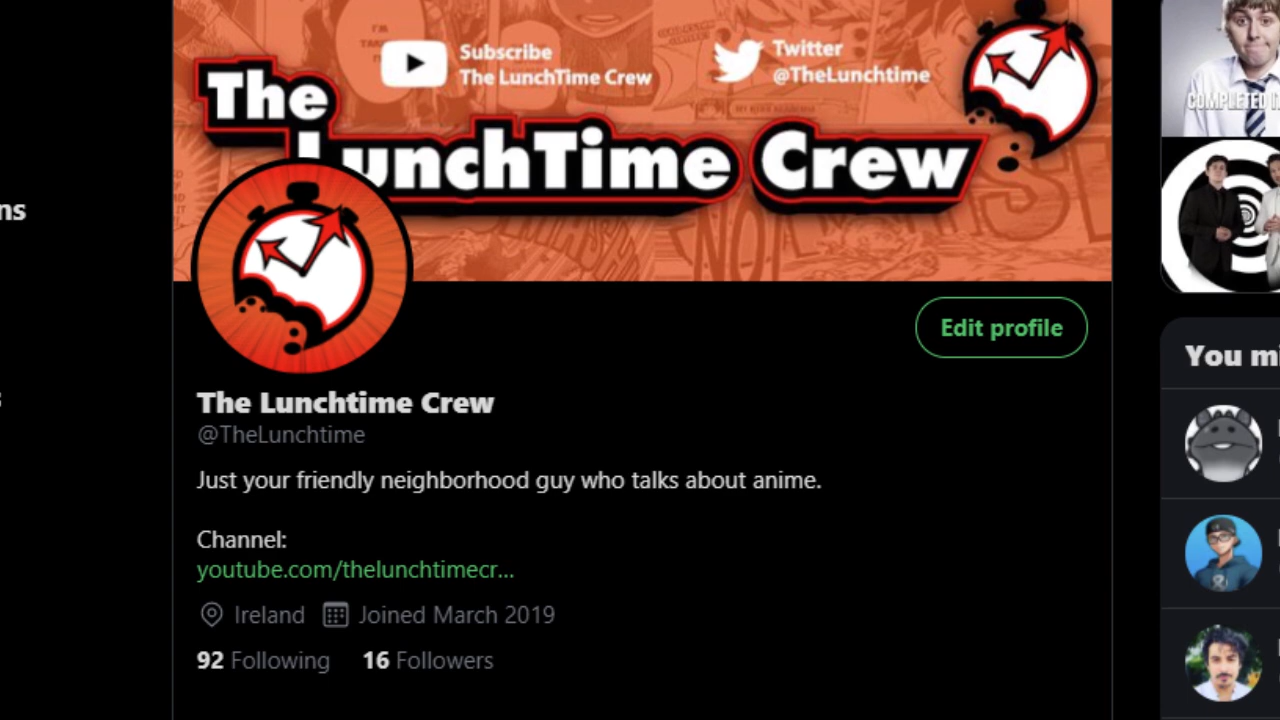 Subscribe
The LunchTime Crew
Twitter
@TheLunchtime
The
LunchTime Crew
ns
COMPLETED
Edit profile
The Lunchtime Crew
@TheLunchtime
Just your friendly neighborhood guy who talks about anime.
Channel:
youtube.com/thelunchtimecr...
Ireland Joined March 2019
92 Following 16 Followers
You mi